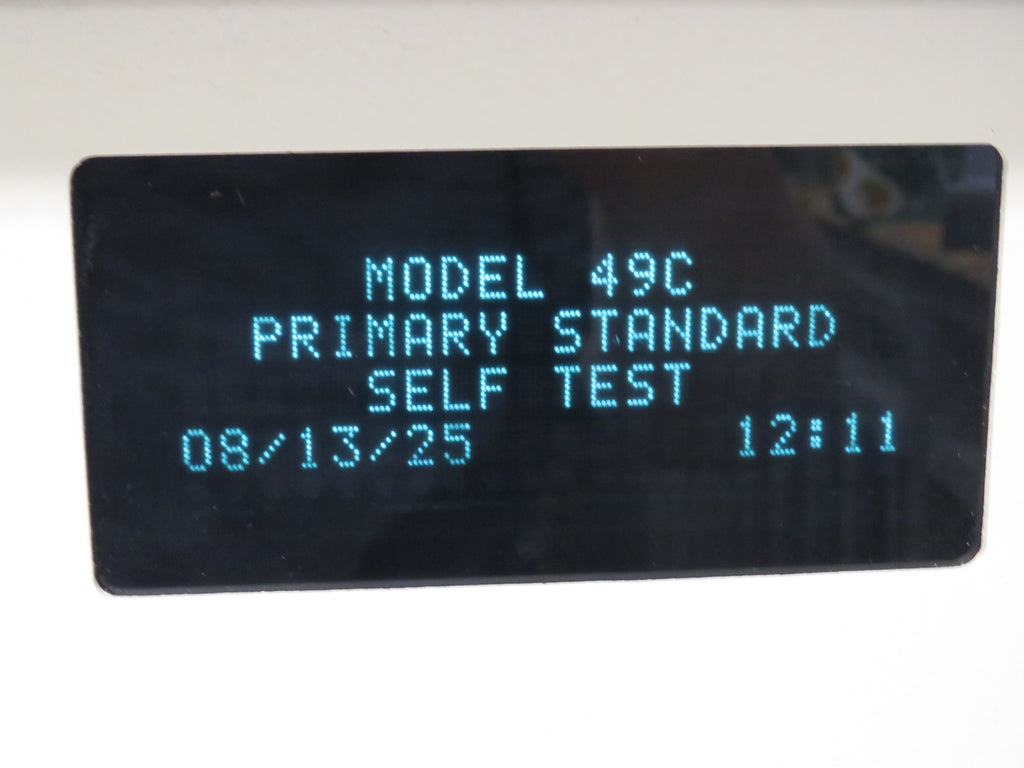 MODEL 49C
PRIMARY STANDARD
SELF TEST
08/13/25 12:11